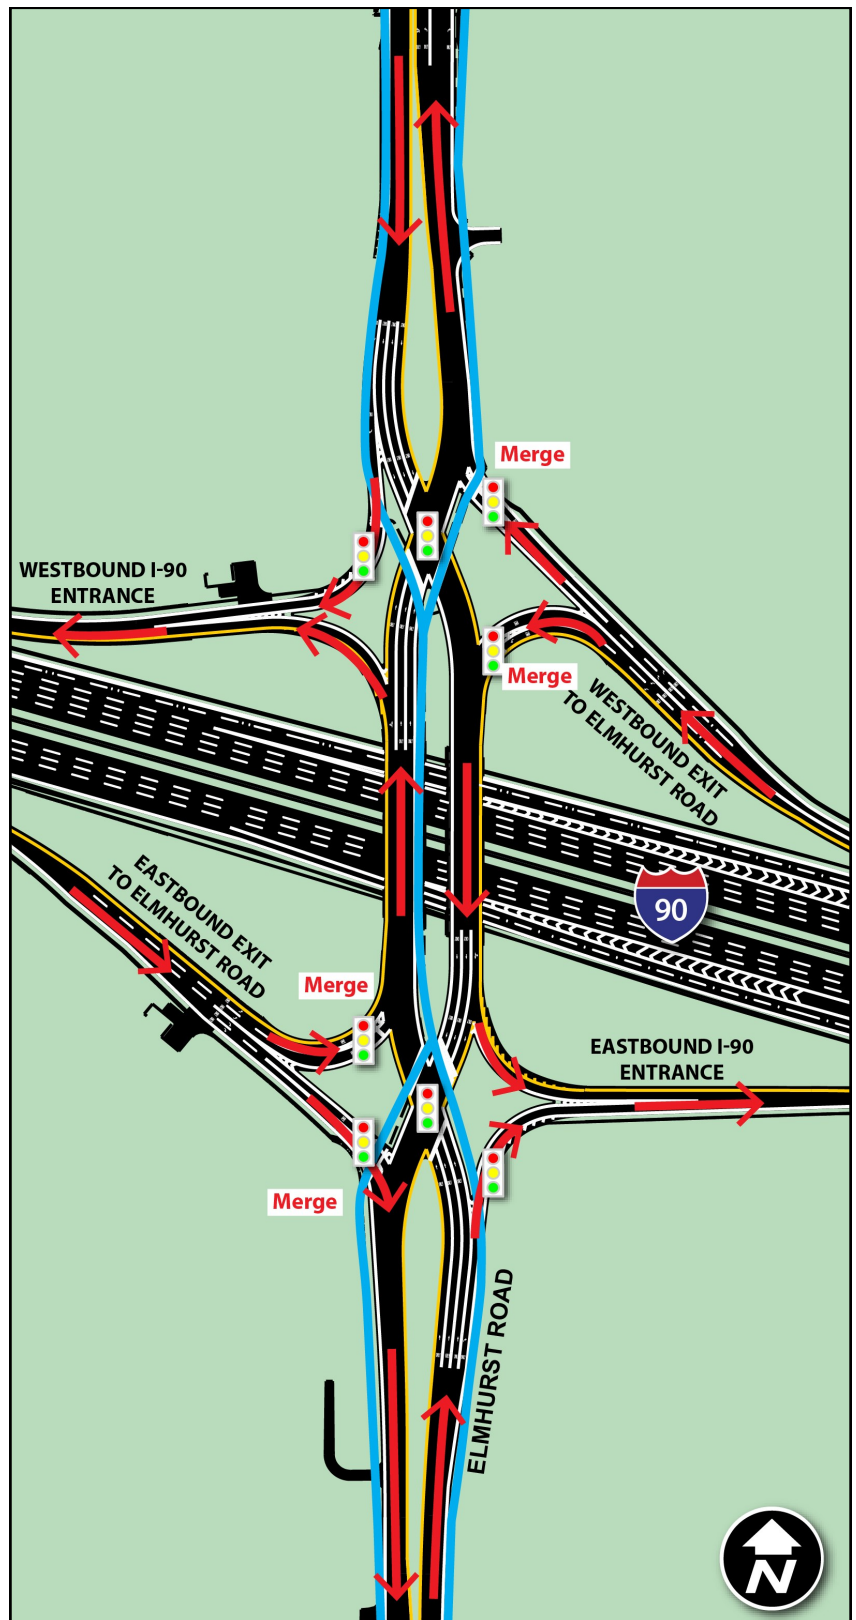 Merge
WESTBOUND I-90
ENTRANCE
Merge
WESTBOUND EXIT
TO ELMHURST ROAD
EASTBOUND EXIT
TO ELMHURST ROAD
90
Merge
EASTBOUND I-90
ENTRANCE
Merge
ELMHURST ROAD
N